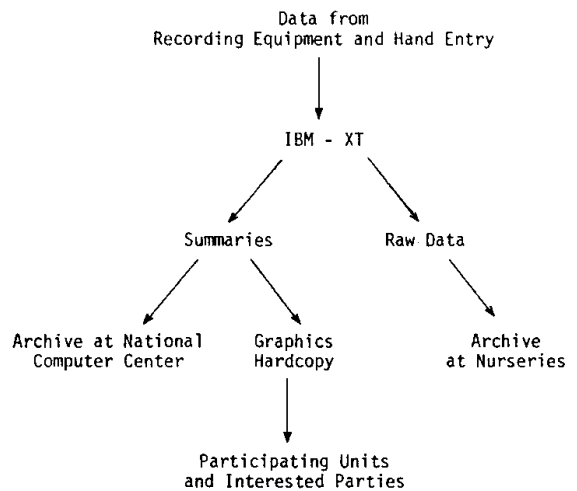 Data from
Recording Equipment and Hand Entry
IBM - XT
Summaries
Raw Data
Archive at National
Computer Center
Graphics
Hardcopy
Archive
at Nurseries
Participating Units
and Interested Parties